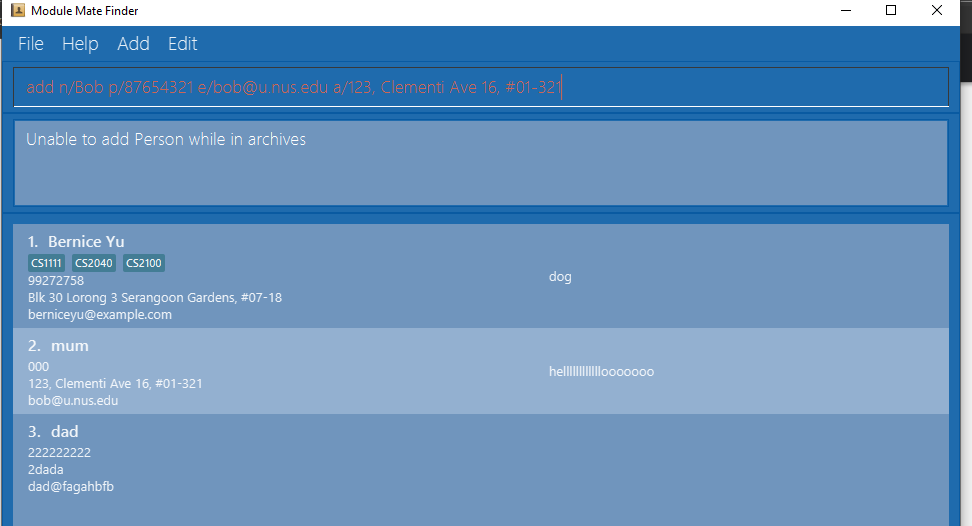 Module Mate Finder
File Help Add Edit
add n/Bob p/87654321 e/bob@u.nus.edu a/123, Clementi Ave 16, #01-321
Unable to add Person while in archives
1. Bernice Yu
CS1111 CS2040 CS2100
99272758
dog
Blk 30 Lorong 3 Serangoon Gardens, #07-18
berniceyu@example.com
2. mum
000
hellllllllllllooooooo
123, Clementi Ave 16, #01-321
bob@u.nus.edu
3. dad
222222222
2dada
dad@fagahbfb